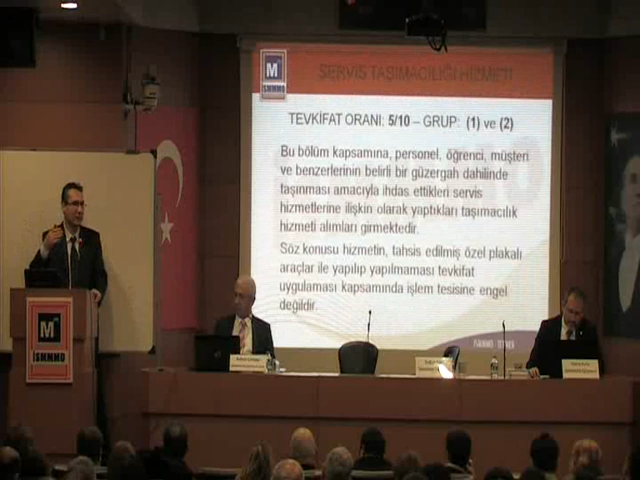 M
ISMMMO
SERVİS TAŞIMACILIĞI HİZMETİ
TEVKİFAT ORANI: 5/10 – GRUP: (1) ve (2)
Bu bölüm kapsamına, personel, öğrenci, müşteri
ve benzerlerinin belirli bir güzergah dahilinde
taşınması amacıyla ihdas ettikleri servis
hizmetlerine ilişkin olarak yaptıkları taşımacılık
hizmeti alımları girmektedir.
Söz konusu hizmetin, tahsis edilmiş özel plakalı
araçlar ile yapılıp yapılmaması tevkifat
uygulaması kapsamında işlem tesisine engel
değildir.
M
ISMMMO